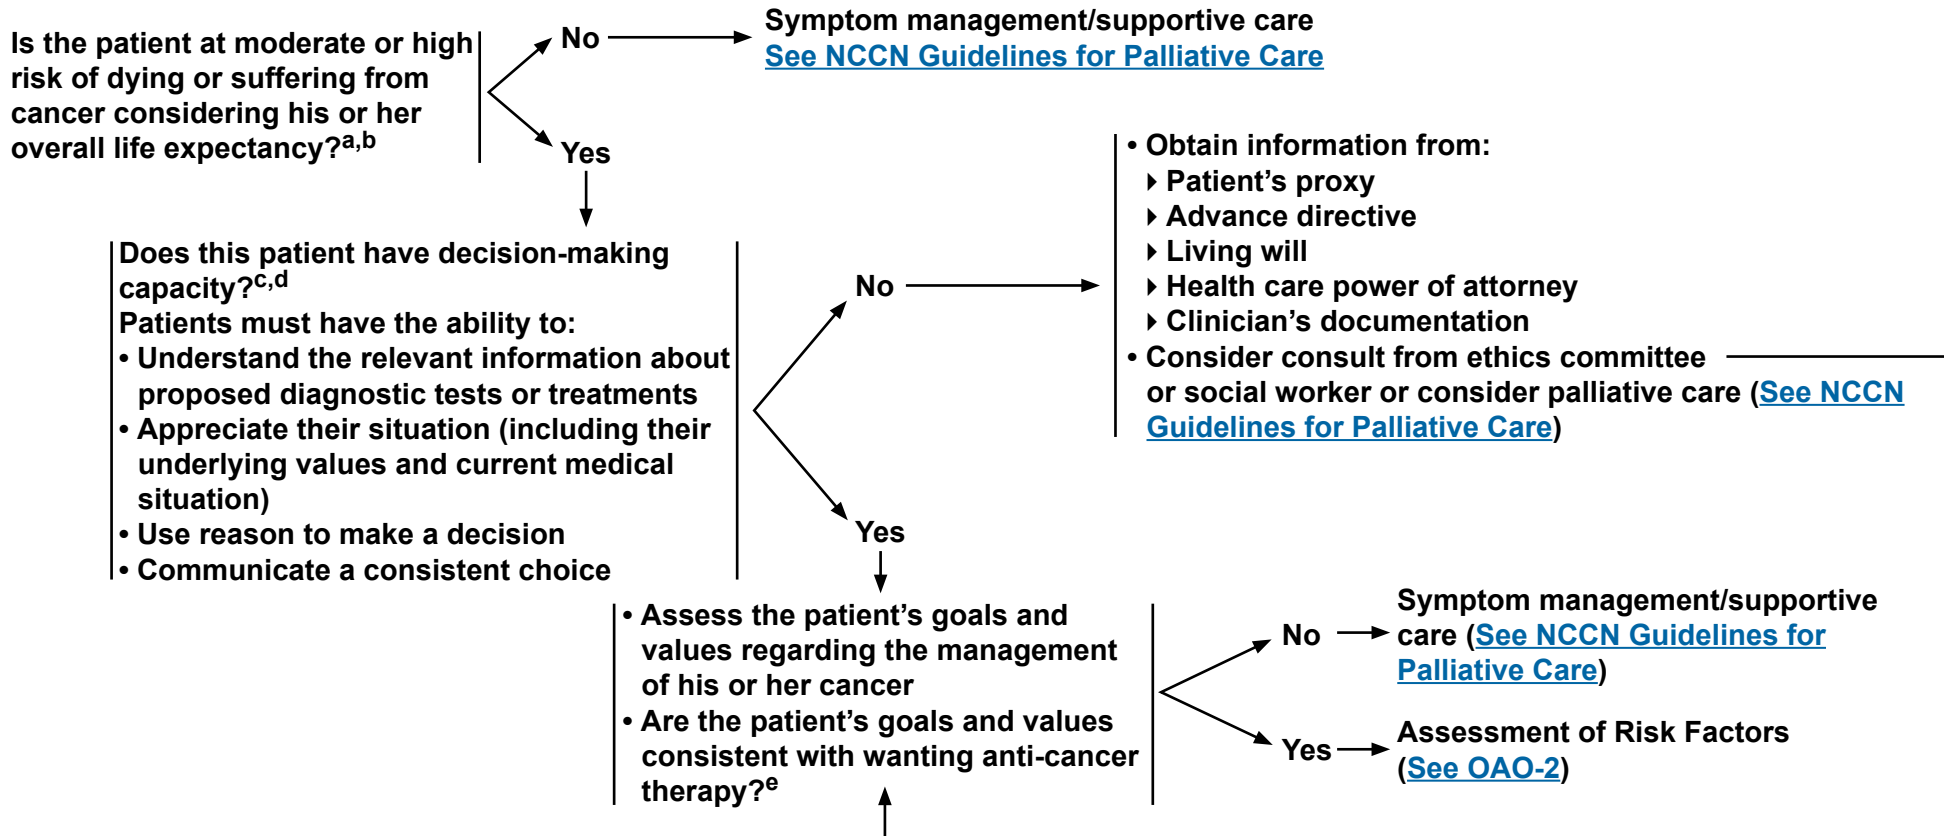 Is the patient at moderate or high
risk of dying or suffering from
cancer considering his or her
overall life expectancy?a,b
No
Symptom management/supportive care
See NCCN Guidelines for Palliative Care
Yes
Does this patient have decision-making
capacity?c,d
Patients must have the ability to:
• Understand the relevant information about
proposed diagnostic tests or treatments
• Appreciate their situation (including their
underlying values and current medical
situation)
• Use reason to make a decision
• Communicate a consistent choice
No
• Obtain information from:
Patient's proxy
Advance directive
Living will
Health care power of attorney
Clinician's documentation
• Consider consult from ethics committee
or social worker or consider palliative care (See NCCN
Guidelines for Palliative Care)
Yes
• Assess the patient's goals and
values regarding the management
of his or her cancer
• Are the patient's goals and values
consistent with wanting anti-cancer
therapy?e
No
Symptom management/supportive
care (See NCCN Guidelines for
Palliative Care)
Yes
Assessment of Risk Factors
(See OAO-2)